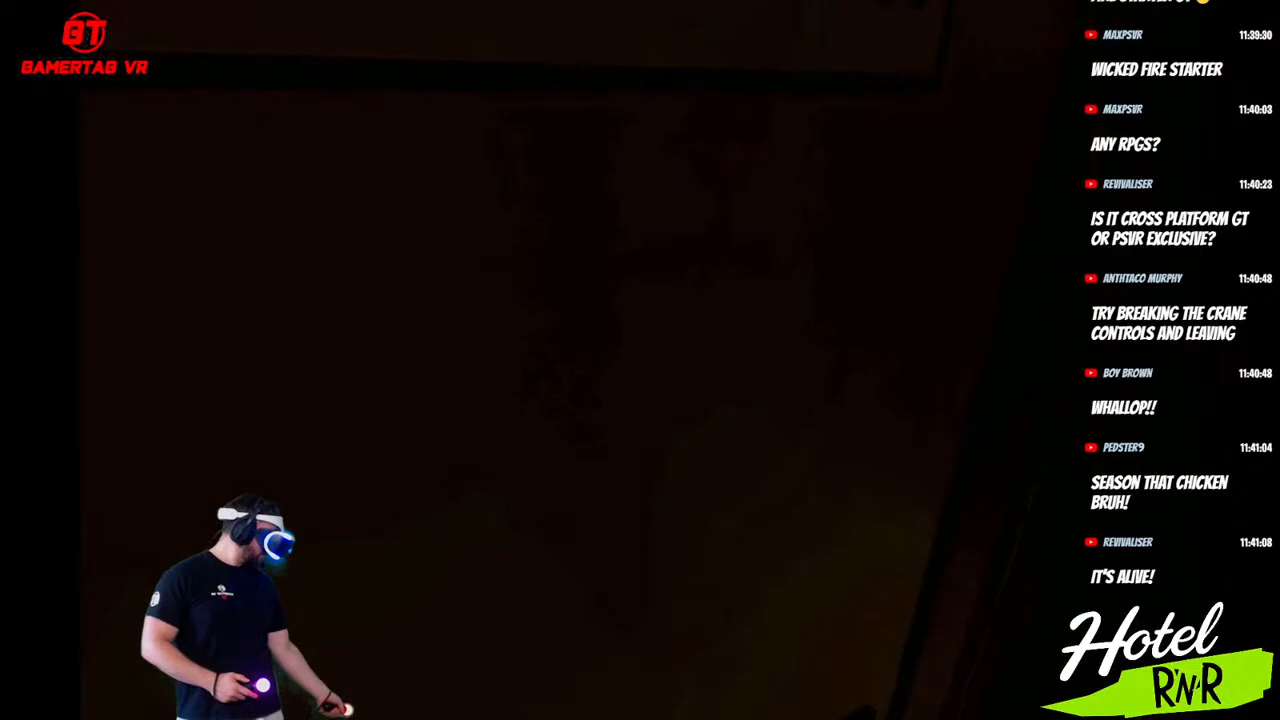 GT
GAMERTAG VR
MAXPSVR 11:39:30
WICKED FIRE STARTER
MAXPSVR 11:40:03
ANY RPGS?
REVIVALISER 11:40:23
IS IT CROSS PLATFORM GT
OR PSVR EXCLUSIVE?
ANTHTACO MURPHY 11:40:48
TRY BREAKING THE CRANE
CONTROLS AND LEAVING
BOY BROWN 11:40:48
WHALLOP!!
PEDSTER9 11:41:04
SEASON THAT CHICKEN
BRUH!
REVIVALISER 11:41:08
IT'S ALIVE!
Hotel
R'N'R